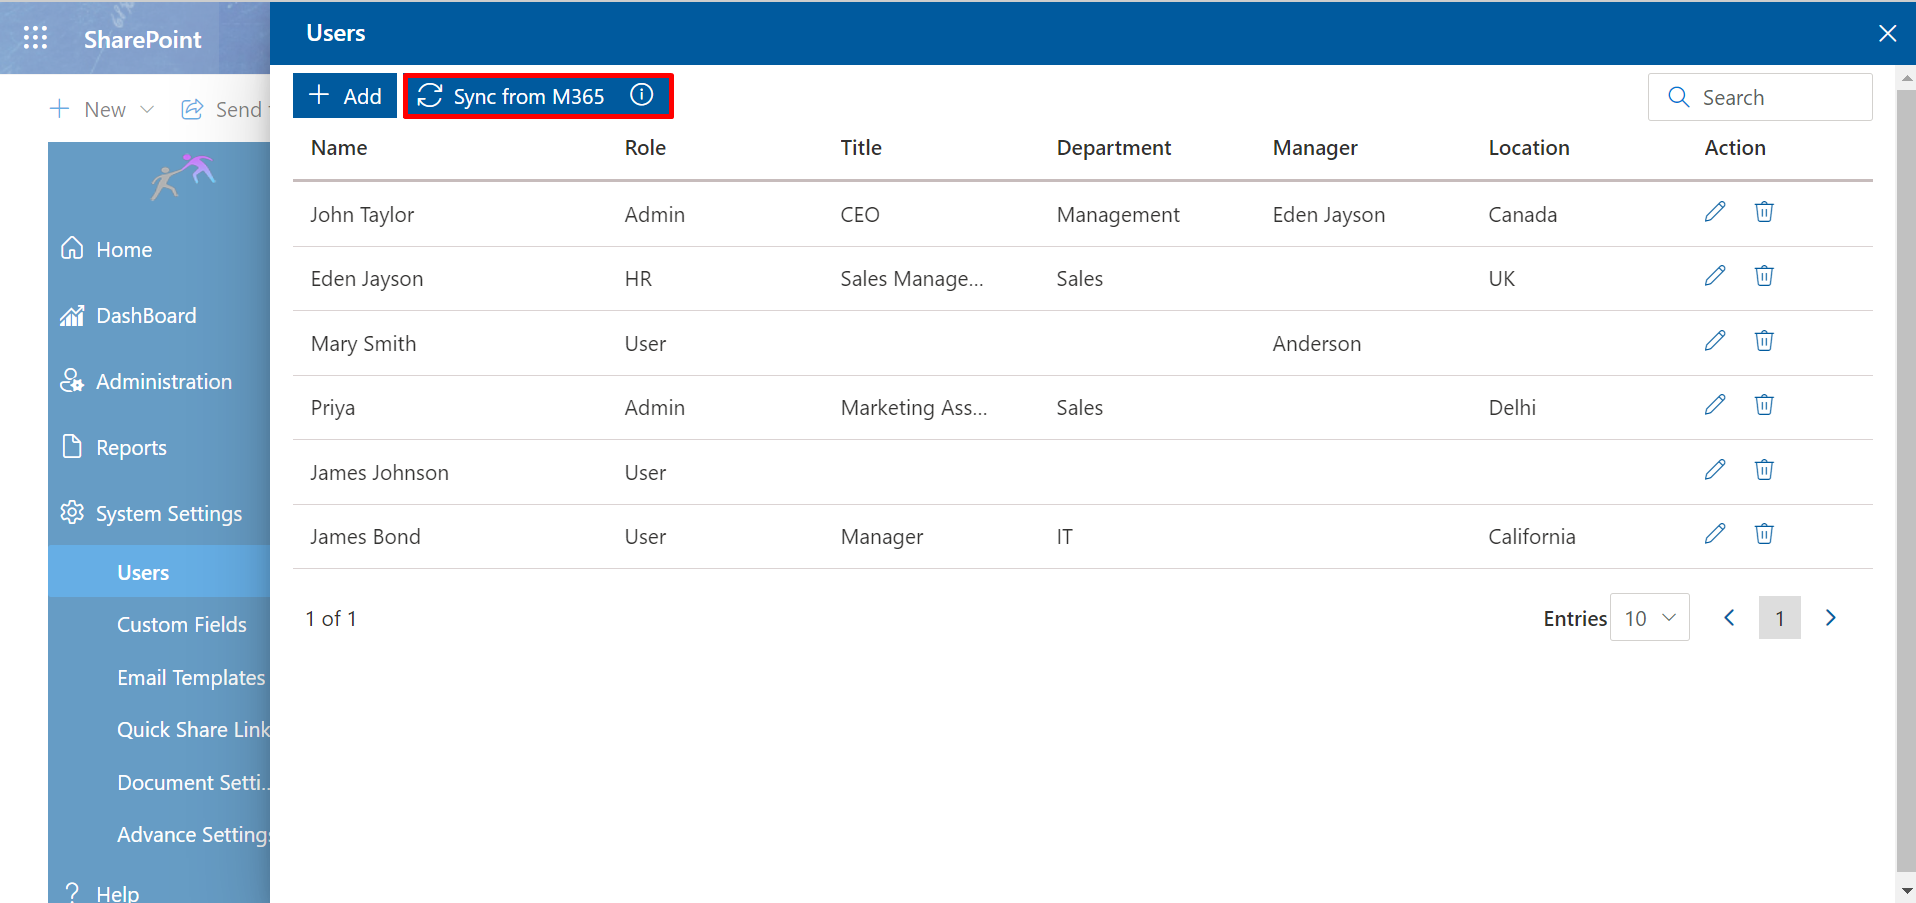 SharePoint
New
Send
Home
DashBoard
Administration
Reports
System Settings
Users
Custom Fields
Email Templates
Quick Share Link
Document Setti..
Advance Settings
Help
Users
Add
Sync from M365
Search
Name Role Title Department Manager Location Action
John Taylor Admin CEO Management Eden Jayson Canada
Eden Jayson HR Sales Manage... Sales UK
Mary Smith User Anderson
Priya Admin Marketing Ass... Sales Delhi
James Johnson User
James Bond User Manager IT California
1 of 1
Entries 10 1